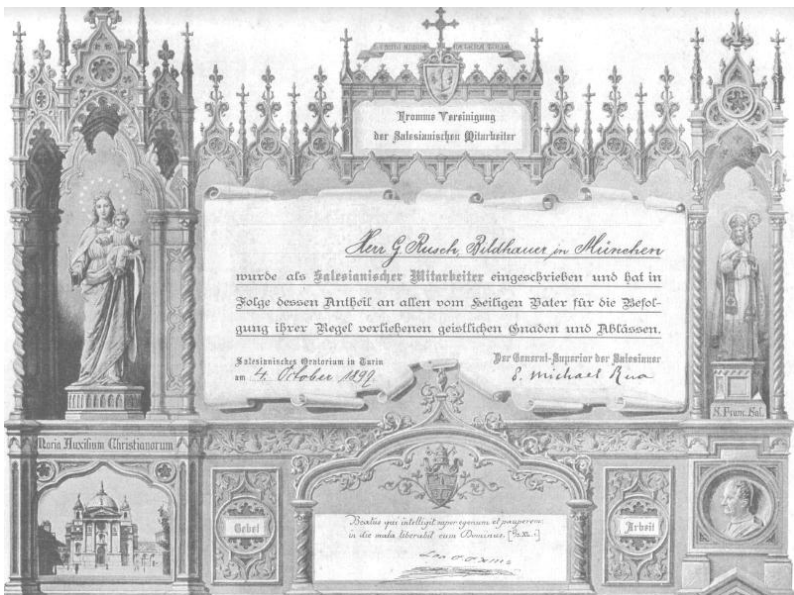 Fromme Vereinigung
der Salesianischen Mitarbeiter
Herr G. Rusch, Bildhauer in München
wurde als Salesianischer Mitarbeiter eingeschrieben und hat in
Folge dessen Antheil an allen vom Heiligen Vater für die Befol-
gung ihrer Regel verliehenen geistlichen Gnaden und Ablässen.
Salesianisches Oratorium in Turin
am 4. October 1899
Der General-Superior der Salesianer
Michael Rua
S. Fran. Sal.
Maria Auxilium Christianorum
Gebet
Beatus qui intelligit super egenum et pauperem:
in die mala liberabit eum Dominus.
Arbeit